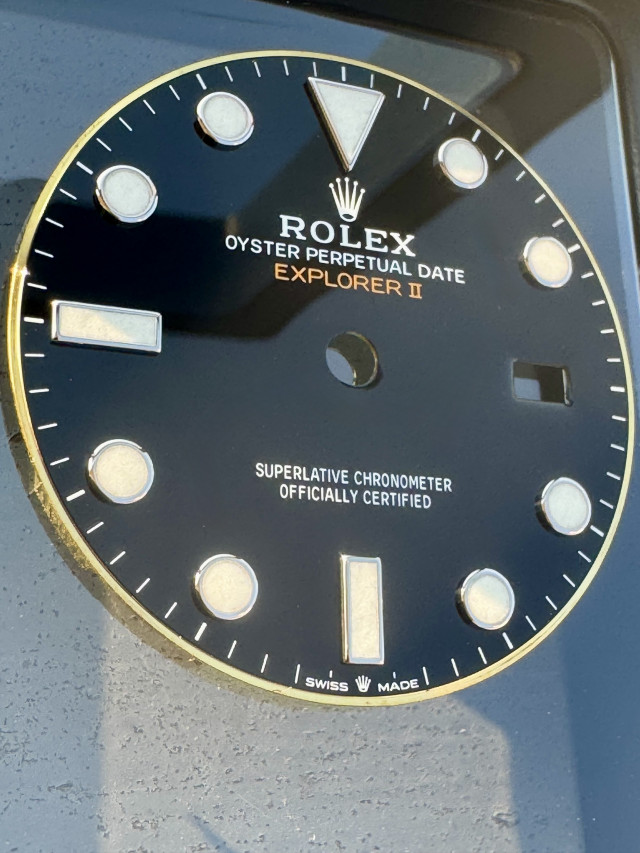 ROLEX
OYSTER PERPETUAL DATE
EXPLORER II
SUPERLATIVE CHRONOMETER
OFFICIALLY CERTIFIED
SWISS MADE